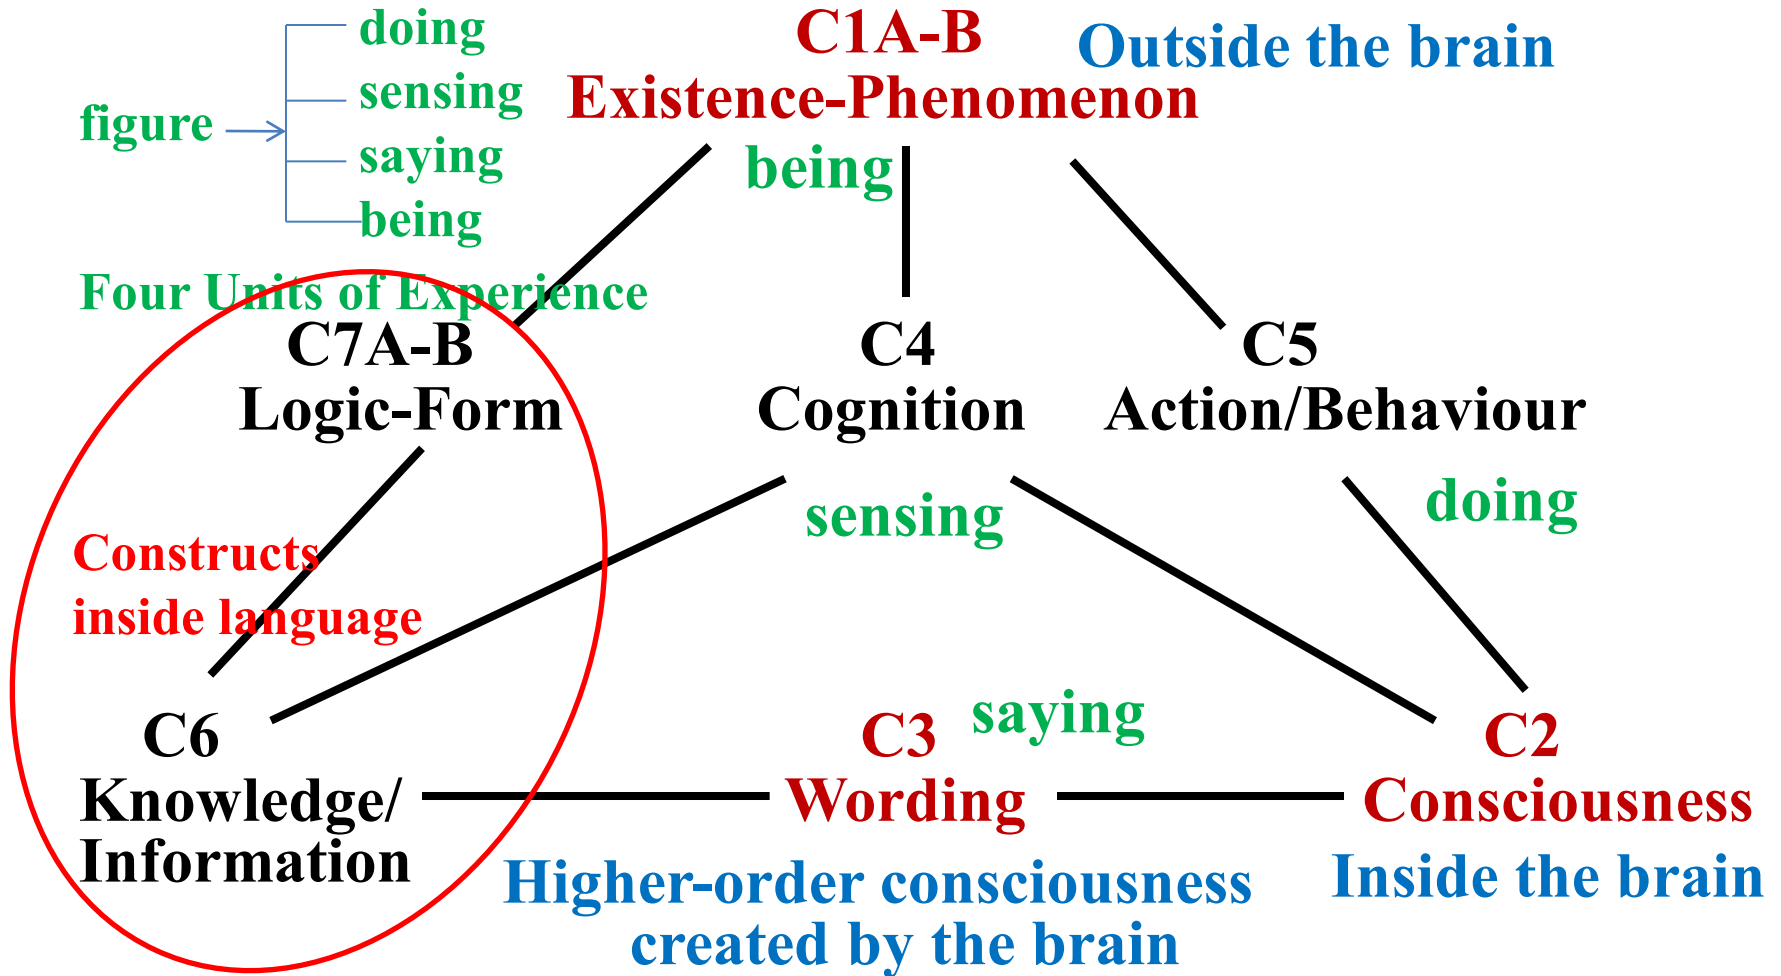 doing
sensing
figure
saying
being
Four Units of Experience
C1A-B
Existence-Phenomenon
Outside the brain
being
C7A-B
Logic-Form
C4
Cognition
C5
Action/Behaviour
sensing
doing
Constructs
inside language
C6
Knowledge/
Information
saying
C3
Wording
C2
Consciousness
Higher-order consciousness
created by the brain
Inside the brain